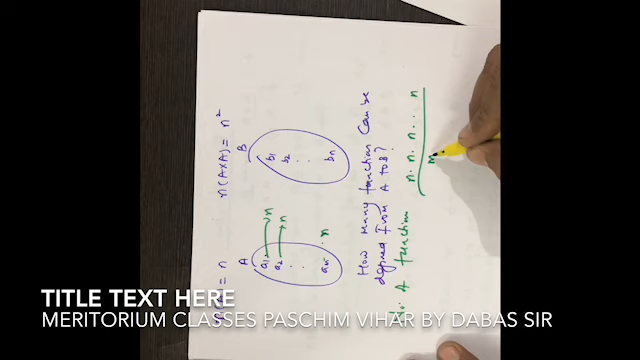 n(A×A) = n²
= n
A
B
a₁ n
a₂ n
. .
. .
n
b₁
b₂
.
.
bₙ
How many function can be
defined from A to B?
No. A function
n. n. n. . . n
m
TITLE TEXT HERE
MERITORIUM CLASSES PASCHIM VIHAR BY DABAS SIR